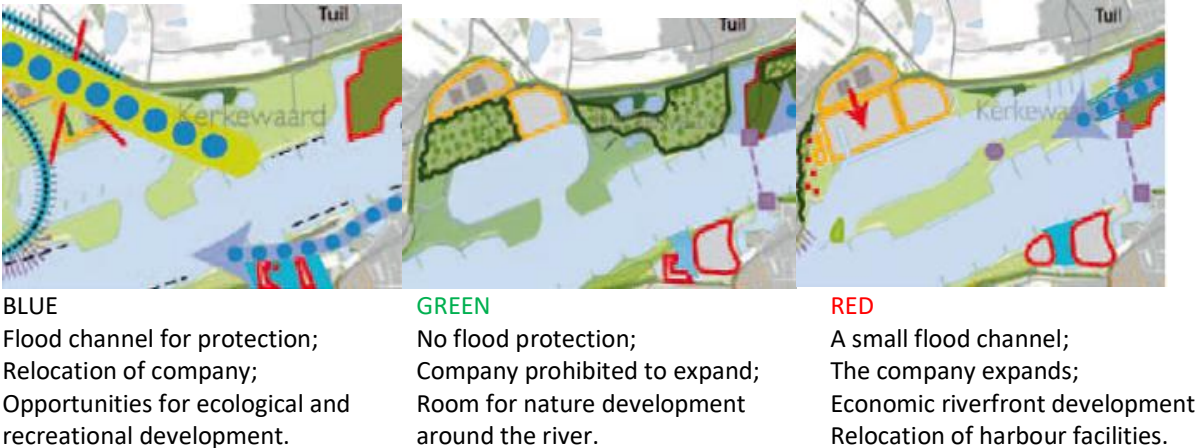 Tuil
Kerkewaard
Tuil
Tuil
Kerkewaard
BLUE
Flood channel for protection;
Relocation of company;
Opportunities for ecological and
recreational development.
GREEN
No flood protection;
Company prohibited to expand;
Room for nature development
around the river.
RED
A small flood channel;
The company expands;
Economic riverfront development
Relocation of harbour facilities.